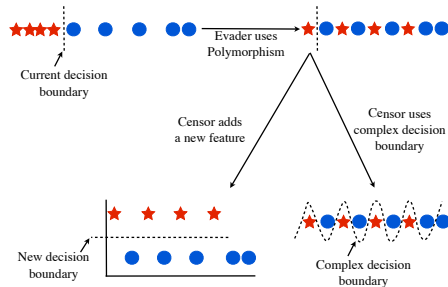 Evader uses
Polymorphism
Current decision
boundary
Censor adds
a new feature
Censor uses
complex decision
boundary
New decision
boundary
Complex decision
boundary